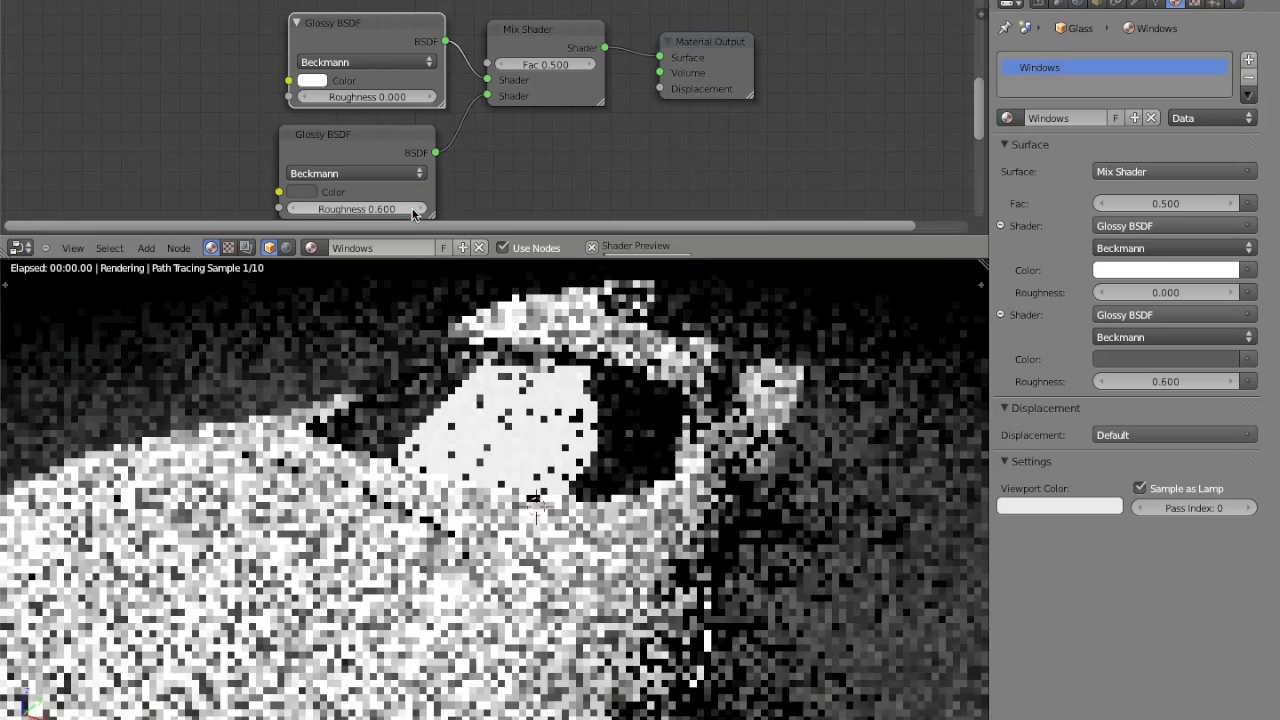 Glossy BSDF
BSDF
Beckmann
Color
Roughness 0.000
Mix Shader
Shader
Fac 0.500
Shader
Shader
Material Output
Surface
Volume
Displacement
Glossy BSDF
BSDF
Beckmann
Color
Roughness 0.600
View Select Add Node Windows F Use Nodes Shader Preview
Elapsed: 00:00.00 | Rendering | Path Tracing Sample 1/10
Glass Windows
Windows
Windows F Data
Surface
Surface: Mix Shader
Fac: 0.500
Shader: Glossy BSDF
Beckmann
Color:
Roughness: 0.000
Shader: Glossy BSDF
Beckmann
Color:
Roughness: 0.600
Displacement
Displacement: Default
Settings
Viewport Color: Sample as Lamp
Pass Index: 0